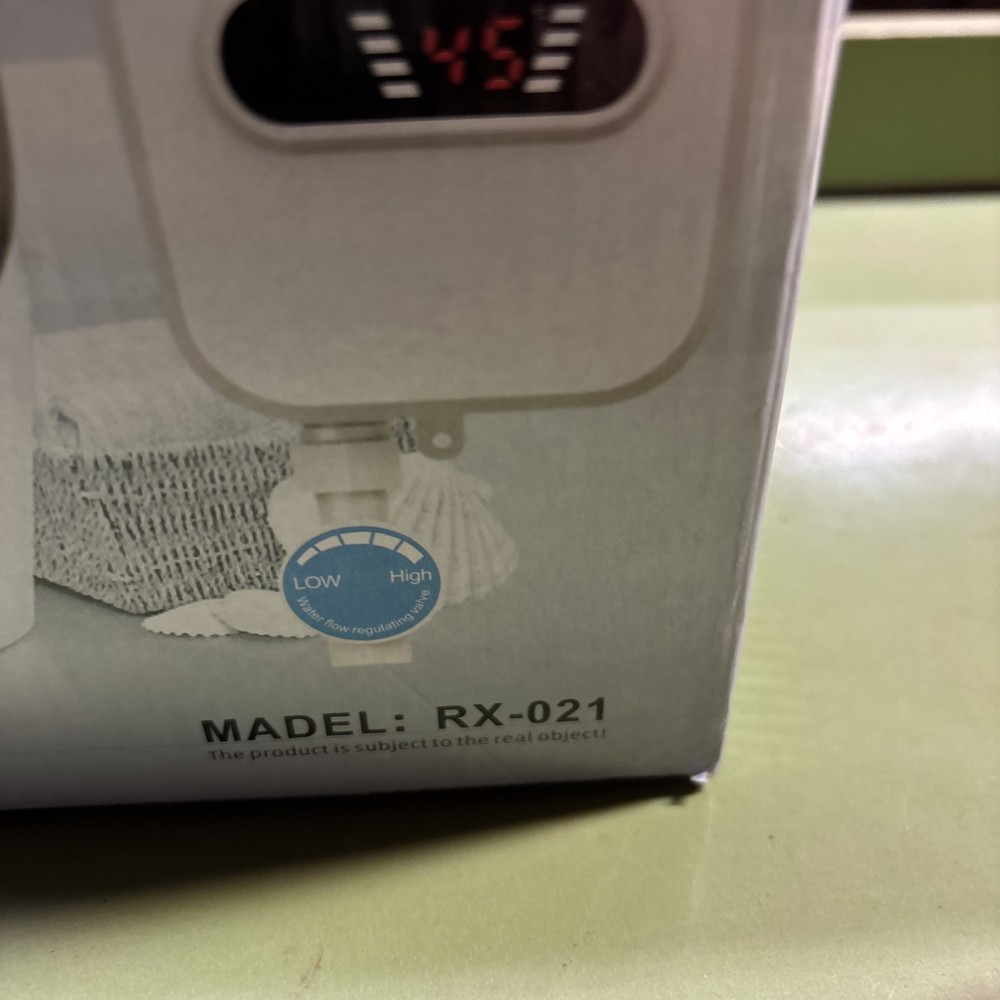 45
LOW High
Water flow regulating valve
MADEL: RX-021
The product is subject to the real object!